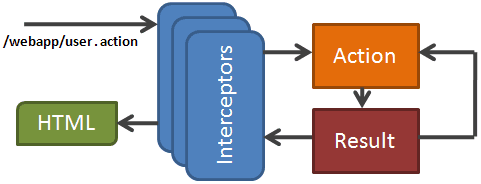 /webapp/user.action
Interceptors
Action
HTML
Result